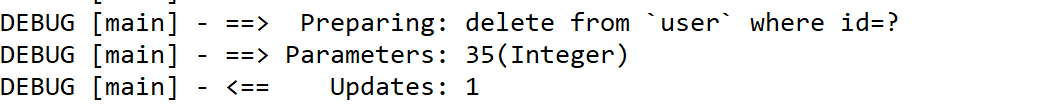 DEBUG [main] - ==>  Preparing: delete from `user` where id=?
DEBUG [main] - ==> Parameters: 35(Integer)
DEBUG [main] - <==    Updates: 1